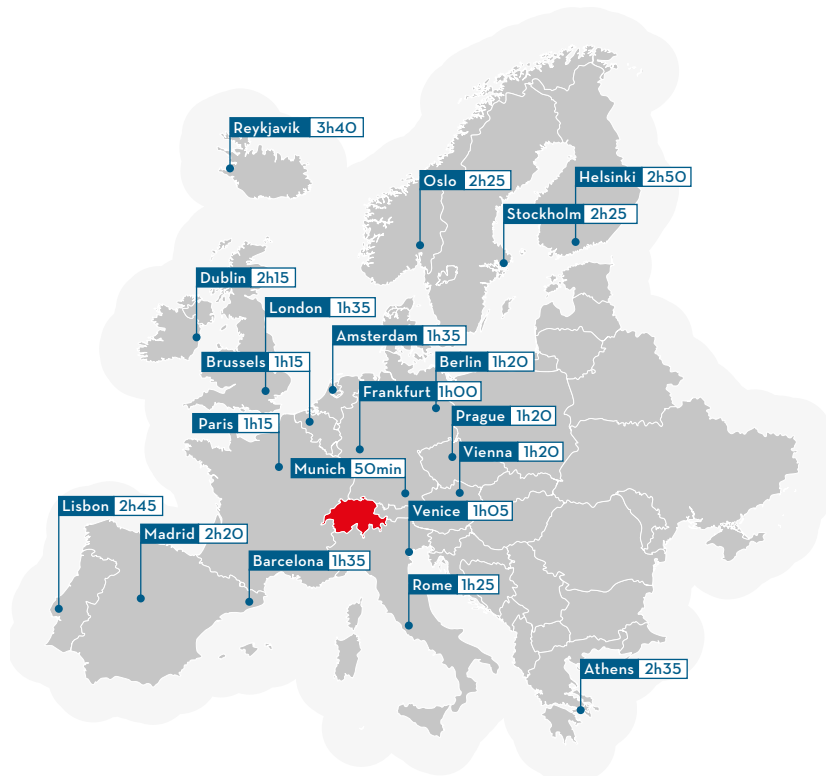 Reykjavik 3h40
Oslo 2h25
Helsinki 2h50
Stockholm 2h25
Dublin 2h15
London 1h35
Amsterdam 1h35
Brussels 1h15
Berlin 1h20
Frankfurt 1h00
Prague 1h20
Paris 1h15
Vienna 1h20
Munich 50min
Lisbon 2h45
Venice 1h05
Madrid 2h20
Barcelona 1h35
Rome 1h25
Athens 2h35